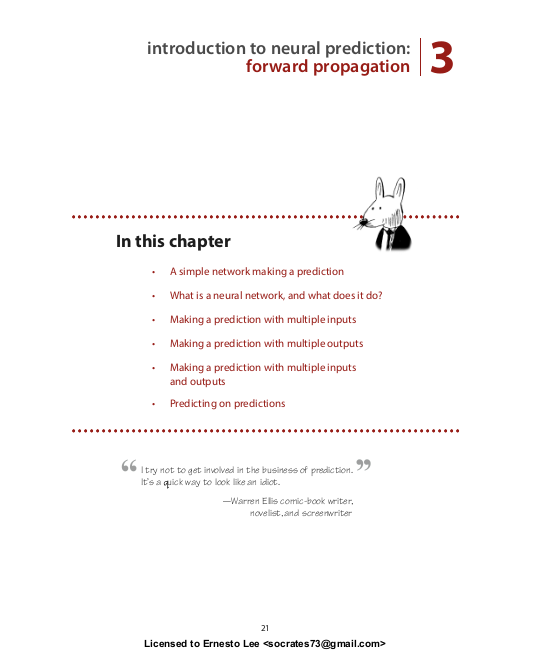 introduction to neural prediction:
forward propagation
3
In this chapter
• A simple network making a prediction
• What is a neural network, and what does it do?
• Making a prediction with multiple inputs
• Making a prediction with multiple outputs
• Making a prediction with multiple inputs
and outputs
• Predicting on predictions
“ I try not to get involved in the business of prediction. ”
It’s a quick way to look like an idiot.
—Warren Ellis comic-book writer,
novelist, and screenwriter
21
Licensed to Ernesto Lee <socrates73@gmail.com>